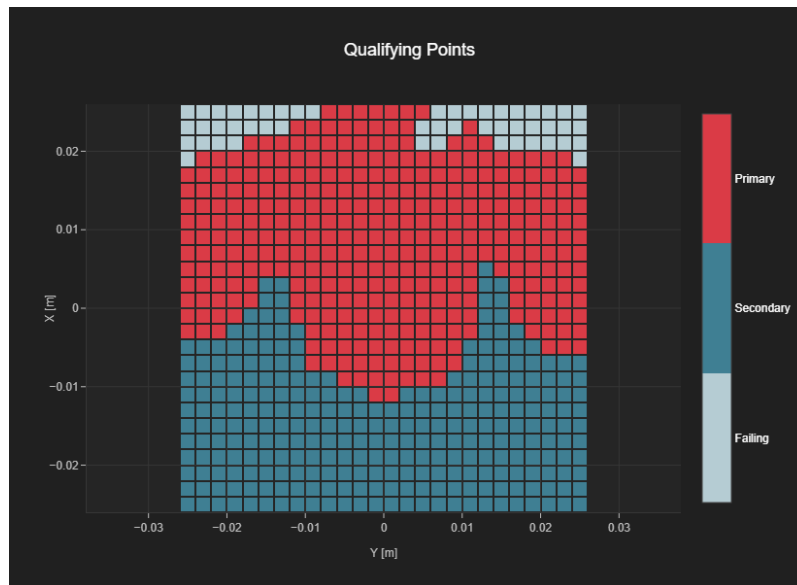 Qualifying Points
X [m]
0.02
0.01
0
−0.01
−0.02
−0.03
−0.02
−0.01
0
0.01
0.02
0.03
Y [m]
Primary
Secondary
Failing